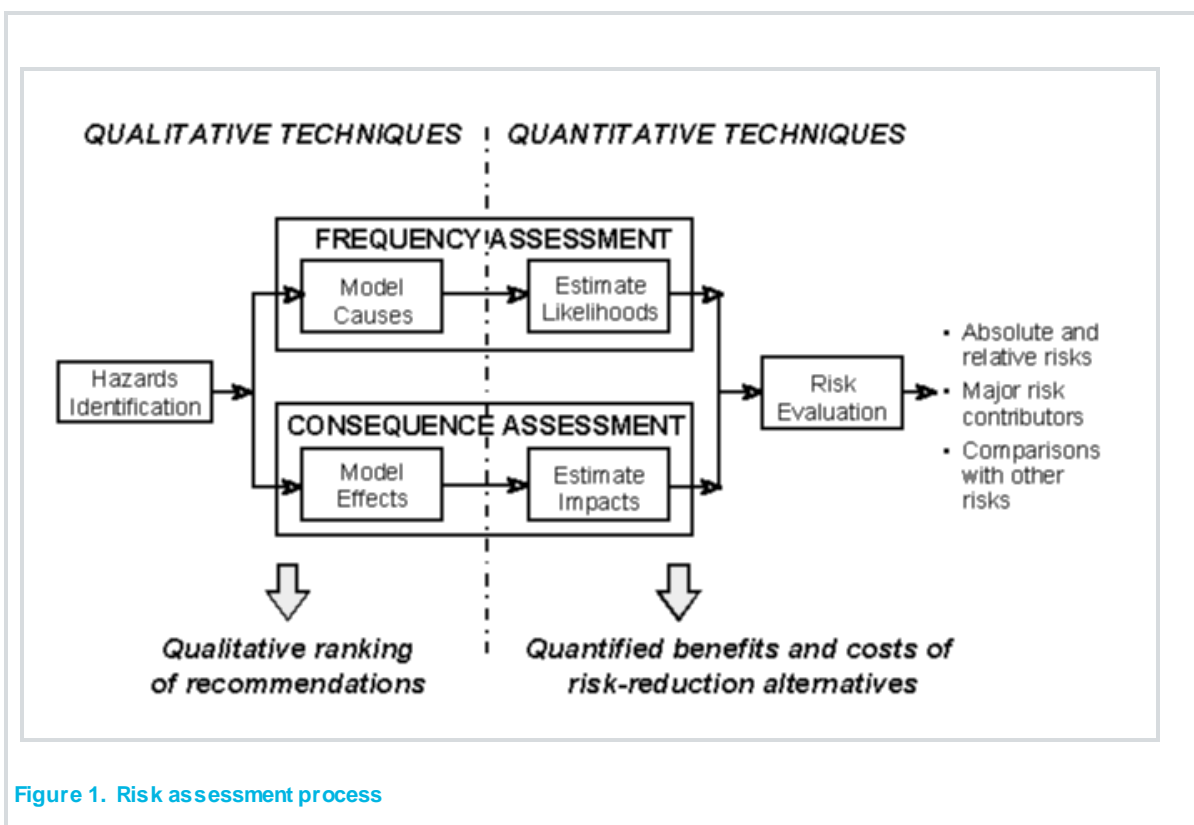 QUALITATIVE TECHNIQUES
QUANTITATIVE TECHNIQUES
FREQUENCY ASSESSMENT
Model
Causes
Estimate
Likelihoods
Hazards
Identification
CONSEQUENCE ASSESSMENT
Model
Effects
Estimate
Impacts
Risk
Evaluation
▪ Absolute and
relative risks
▪ Major risk
contributors
▪ Comparisons
with other
risks
Qualitative ranking
of recommendations
Quantified benefits and costs of
risk-reduction alternatives
Figure 1. Risk assessment process